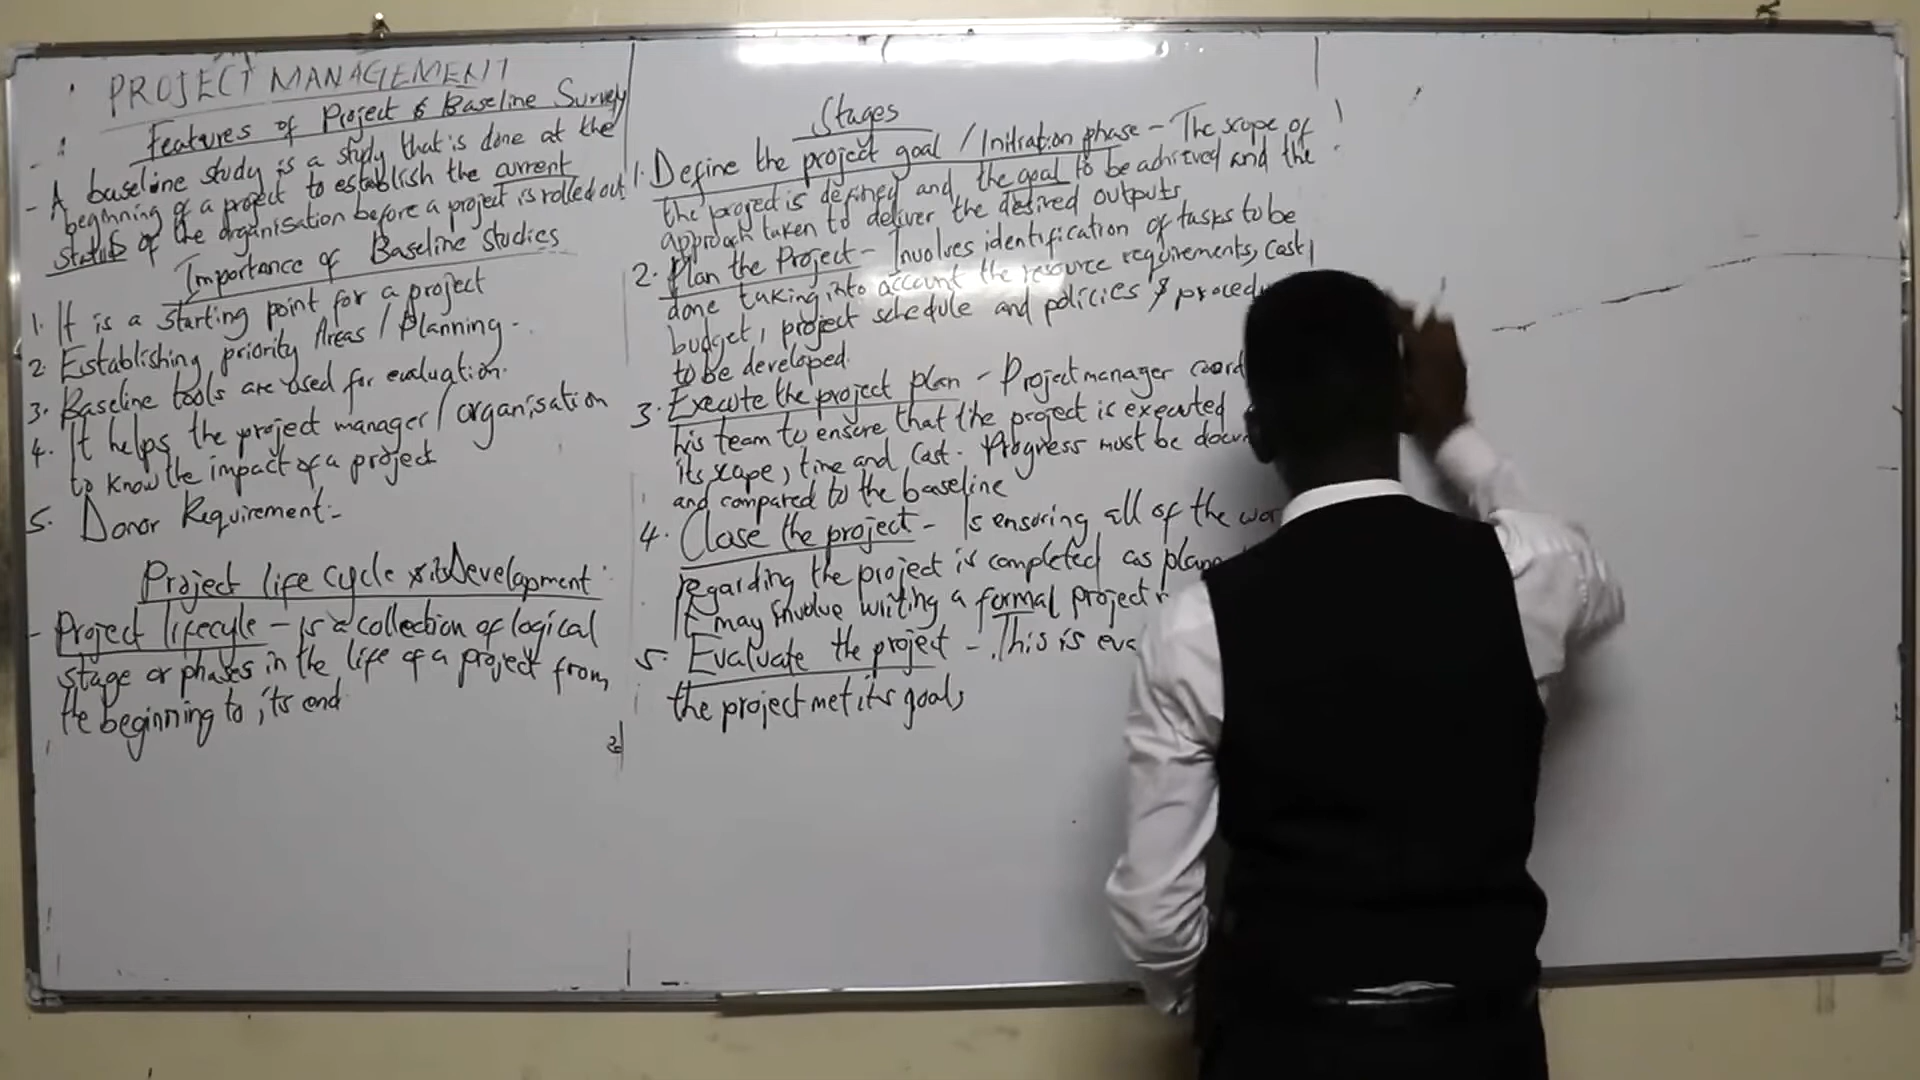 PROJECT MANAGEMENT
Features of Project & Baseline Survey
- A baseline study is a study that is done at the
beginning of a project to establish the current
status of the organisation before a project is rolled out
Importance of Baseline Studies
1. It is a starting point for a project
2. Establishing priority Areas / Planning.
3. Baseline tools are used for evaluation.
4. It helps the project manager / organisation
to know the impact of a project
5. Donor Requirement:-
Project life Cycle & its Development
- Project lifecyle - is a collection of logical
stage or phases in the life of a project from
the beginning to its end
Stages
1. Define the project goal / Initiation phase - The scope of
the project is defined and the goal to be achieved and the
approach taken to deliver the desired outputs
2. Plan the Project - Involves identification of tasks to be
done taking into account the resource requirements, cost,
budget, project schedule and policies &
to be developed.
3. Execute the project plan - Project manager
his team to ensure that the project is executed
its scope, time and cost. Progress must be
and compared to the baseline
4. Close the project - Is ensuring all of the
regarding the project is completed as
It may involve writing a formal project
5. Evaluate the project - This is
the project met its goals